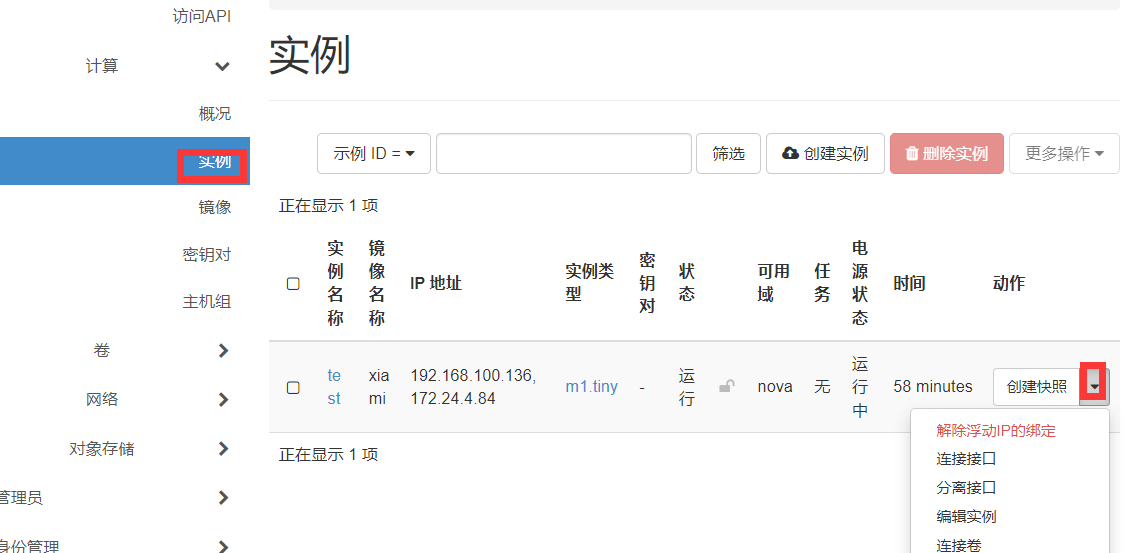 访问API
计算
概况
实例
镜像
密钥对
主机组
卷
网络
对象存储
管理员
身份管理
实例
示例 ID =
筛选
创建实例
删除实例
更多操作
正在显示 1 项
实例名称
镜像名称
IP 地址
实例类型
密钥对
状态
可用域
任务
电源状态
时间
动作
test
xiami
192.168.100.136,
172.24.4.84
m1.tiny
-
运行
nova
无
运行中
58 minutes
创建快照
正在显示 1 项
解除浮动IP的绑定
连接接口
分离接口
编辑实例
连接卷